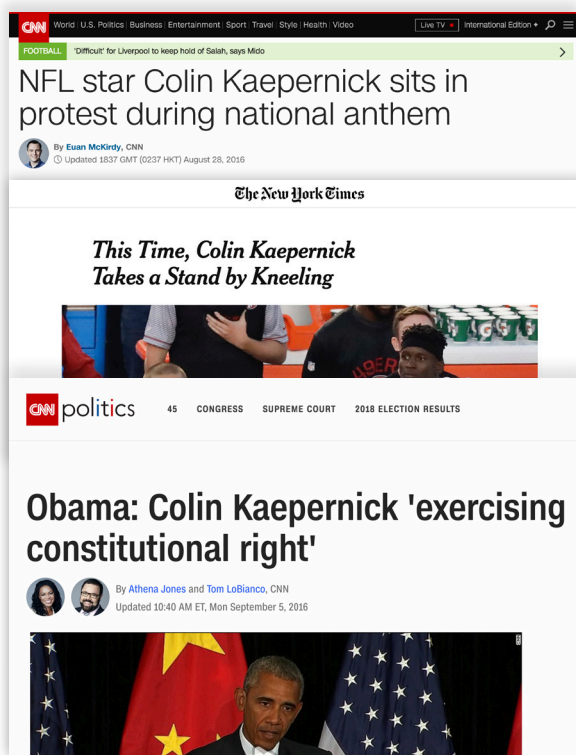 CNN World U.S. Politics Business Entertainment Sport Travel Style Health Video Live TV International Edition +
FOOTBALL 'Difficult' for Liverpool to keep hold of Salah, says Mido
NFL star Colin Kaepernick sits in
protest during national anthem
By Euan McKirdy, CNN
Updated 1837 GMT (0237 HKT) August 28, 2016
The New York Times
This Time, Colin Kaepernick
Takes a Stand by Kneeling
CNN politics 45 CONGRESS SUPREME COURT 2018 ELECTION RESULTS
Obama: Colin Kaepernick 'exercising
constitutional right'
By Athena Jones and Tom LoBianco, CNN
Updated 10:40 AM ET, Mon September 5, 2016